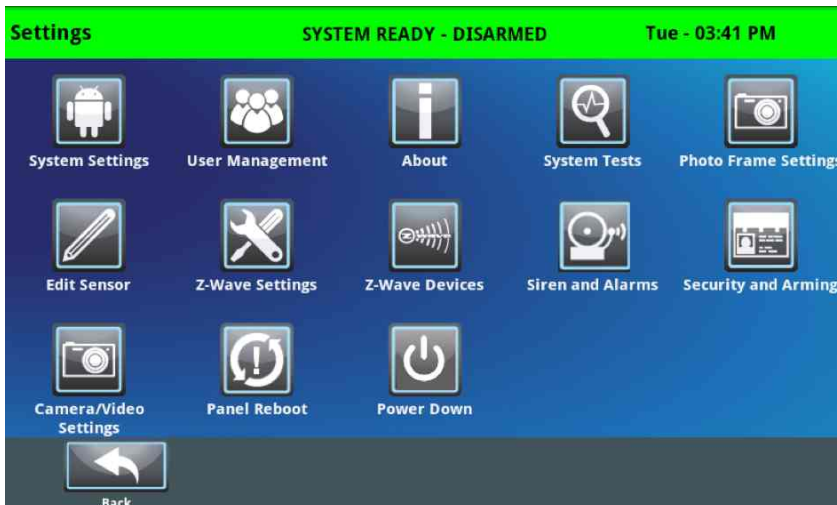 Settings SYSTEM READY - DISARMED Tue - 03:41 PM
System Settings User Management About System Tests Photo Frame Settings
Edit Sensor Z-Wave Settings Z-Wave Devices Siren and Alarms Security and Arming
Camera/Video Panel Reboot Power Down
Settings
Back